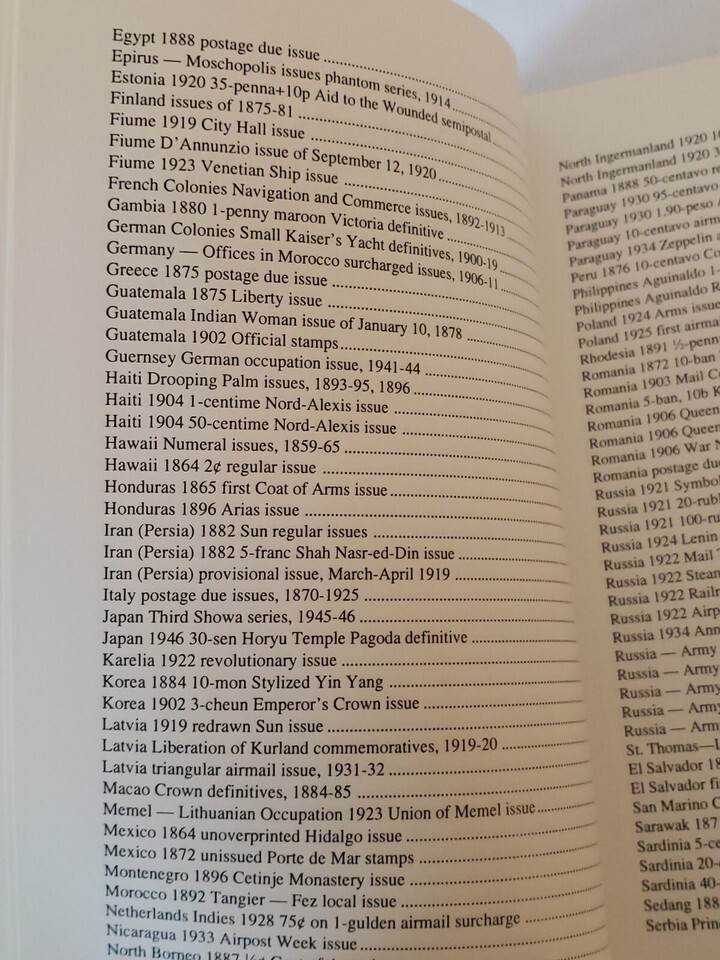 Egypt 1888 postage due issue
Epirus — Moschopolis issues phantom series, 1914
Estonia 1920 35-penna+10p Aid to the Wounded semipostal
Finland issues of 1875-81
Fiume 1919 City Hall issue
Fiume D'Annunzio issue of September 12, 1920
Fiume 1923 Venetian Ship issue
French Colonies Navigation and Commerce issues, 1892-1913
Gambia 1880 1-penny maroon Victoria definitive
German Colonies Small Kaiser's Yacht definitives, 1900-19
Germany — Offices in Morocco surcharged issues, 1906-11
Greece 1875 postage due issue
Guatemala 1875 Liberty issue
Guatemala Indian Woman issue of January 10, 1878
Guatemala 1902 Official stamps
Guernsey German occupation issue, 1941-44
Haiti Drooping Palm issues, 1893-95, 1896
Haiti 1904 1-centime Nord-Alexis issue
Haiti 1904 50-centime Nord-Alexis issue
Hawaii Numeral issues, 1859-65
Hawaii 1864 2¢ regular issue
Honduras 1865 first Coat of Arms issue
Honduras 1896 Arias issue
Iran (Persia) 1882 Sun regular issues
Iran (Persia) 1882 5-franc Shah Nasr-ed-Din issue
Iran (Persia) provisional issue, March-April 1919
Italy postage due issues, 1870-1925
Japan Third Showa series, 1945-46
Japan 1946 30-sen Horyu Temple Pagoda definitive
Karelia 1922 revolutionary issue
Korea 1884 10-mon Stylized Yin Yang
Korea 1902 3-cheun Emperor's Crown issue
Latvia 1919 redrawn Sun issue
Latvia Liberation of Kurland commemoratives, 1919-20
Latvia triangular airmail issue, 1931-32
Macao Crown definitives, 1884-85
Memel — Lithuanian Occupation 1923 Union of Memel issue
Mexico 1864 unoverprinted Hidalgo issue
Mexico 1872 unissued Porte de Mar stamps
Montenegro 1896 Cetinje Monastery issue
Morocco 1892 Tangier — Fez local issue
Netherlands Indies 1928 75¢ on 1-gulden airmail surcharge
Nicaragua 1933 Airpost Week issue
North Borneo 1887
North Ingermanland 1920
North Ingermanland 1920
Panama 1888 50-centavo
Paraguay 1930 95-centavo
Paraguay 1930 1.90-peso
Paraguay 10-centavo
Paraguay 1934 Zeppelin
Peru 1876 10-centavo
Philippines Aguinaldo
Philippines Aguinaldo
Poland 1924 Arms
Poland 1925 first
Rhodesia 1891
Romania 1872 10-ban
Romania 1903 Mail
Romania 5-ban, 10b
Romania 1906 Queen
Romania 1906 Queen
Romania 1906 War
Romania postage
Russia 1921
Russia 1921
Russia 1921
Russia 1924 Lenin
Russia 1922 Mail
Russia 1922
Russia 1922
Russia 1922
Russia 1934
Russia — Army
Russia — Army
Russia — Army
Russia — Army
Russia — Army
St.
El Salvador
El Salvador
San Marino
Sarawak
Sardinia
Sardinia
Sardinia
Sedang
Serbia